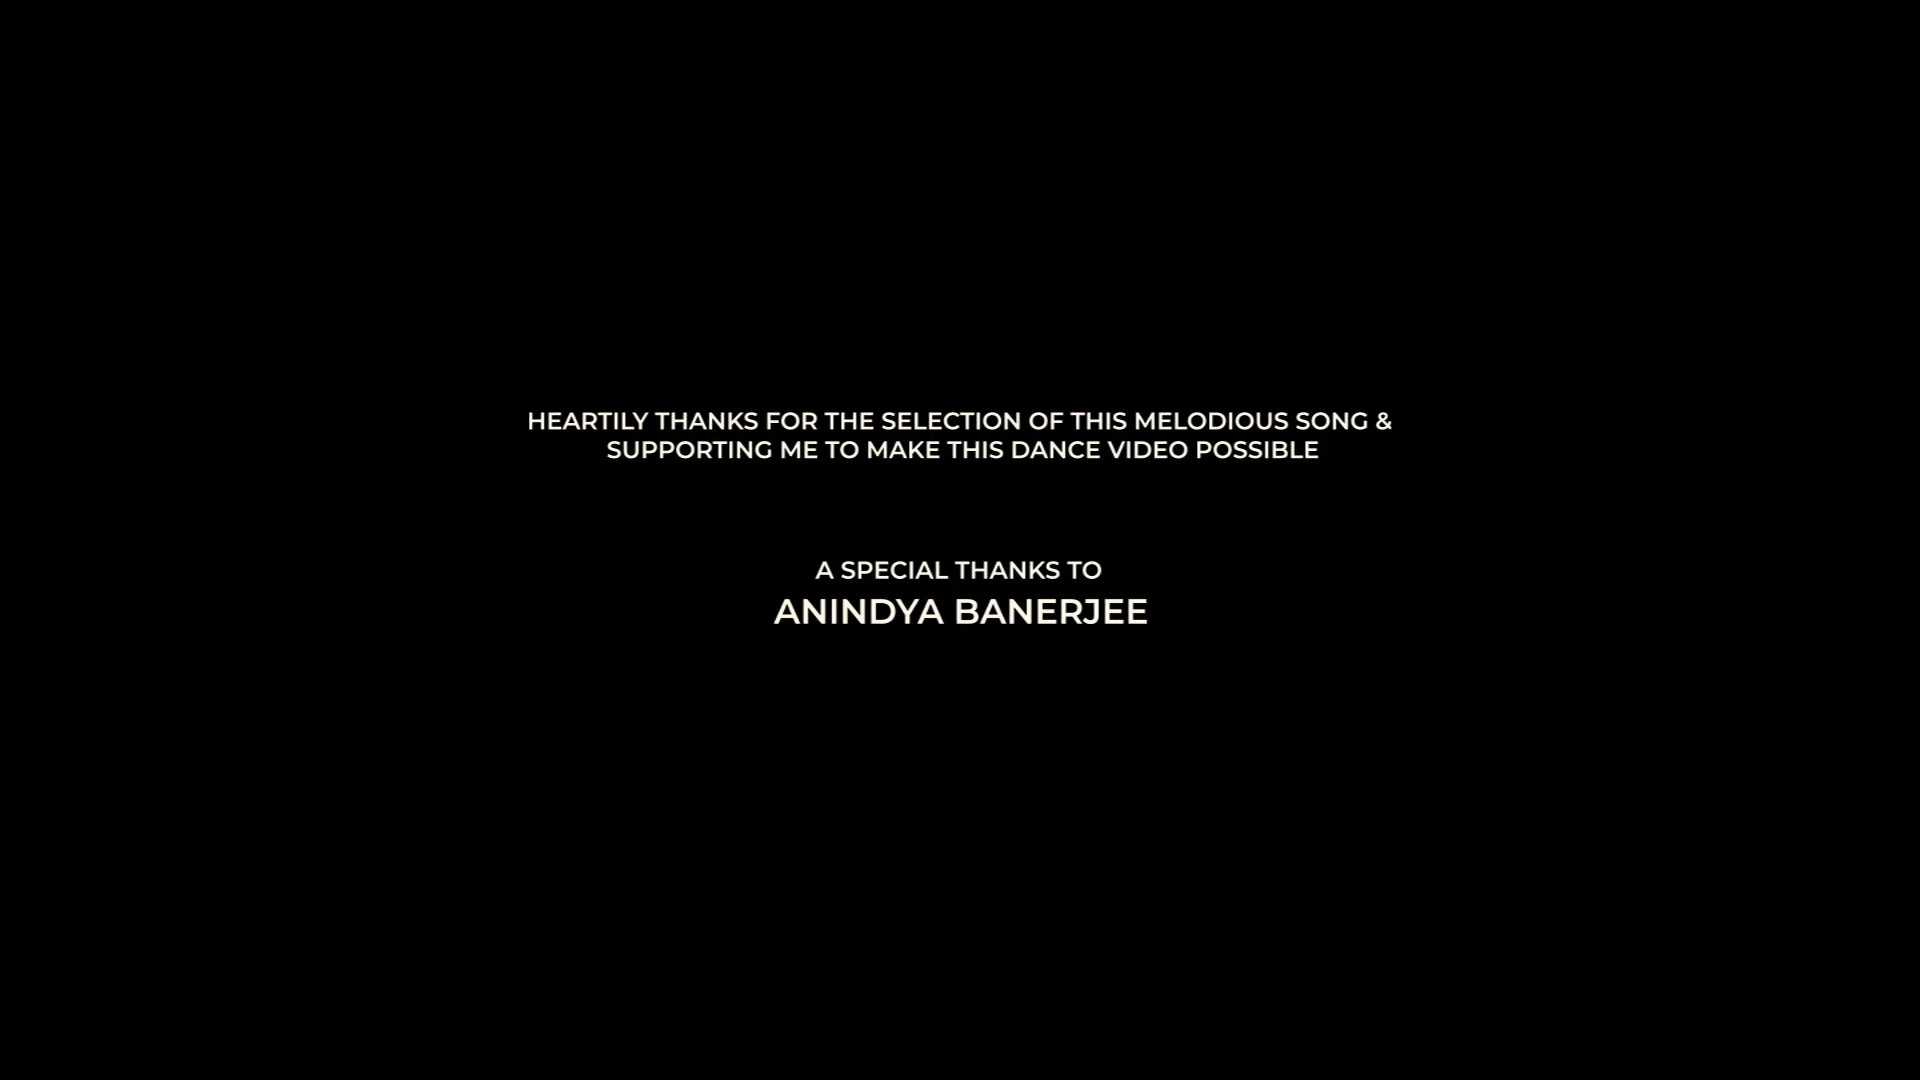 HEARTILY THANKS FOR THE SELECTION OF THIS MELODIOUS SONG &
SUPPORTING ME TO MAKE THIS DANCE VIDEO POSSIBLE
A SPECIAL THANKS TO
ANINDYA BANERJEE